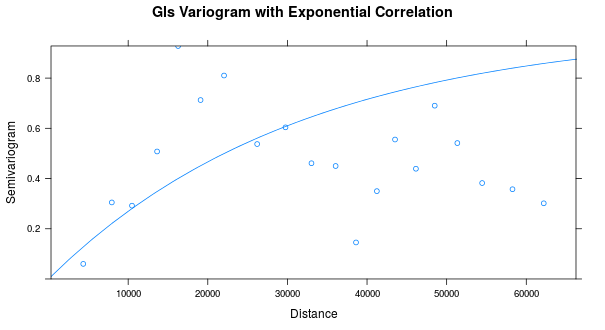 Gls Variogram with Exponential Correlation
0.8
0.6
0.4
0.2
Semivariogram
10000 20000 30000 40000 50000 60000
Distance